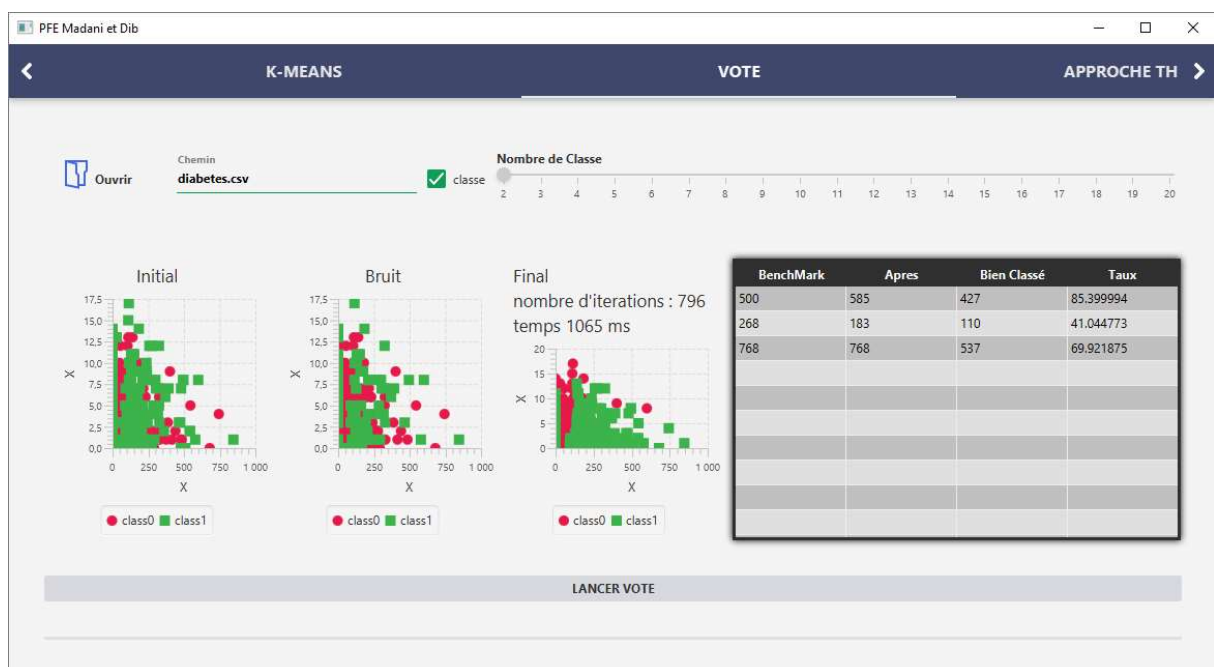 PFE Madani et Dib
K-MEANS
VOTE
APPROCHE TH
Ouvrir
Chemin
diabetes.csv
classe
Nombre de Classe
2 3 4 5 6 7 8 9 10 11 12 13 14 15 16 17 18 19 20
Initial
17,5
15,0
12,5
10,0
7,5
5,0
2,5
0,0
X
0 250 500 750 1 000
X
class0 class1
Bruit
17,5
15,0
12,5
10,0
7,5
5,0
2,5
0,0
X
0 250 500 750 1 000
X
class0 class1
Final
nombre d'iterations : 796
temps 1065 ms
20
15
10
5
0
X
0 250 500 750 1 000
X
class0 class1
BenchMark Apres Bien Classé Taux
500 585 427 85.399994
268 183 110 41.044773
768 768 537 69.921875
LANCER VOTE